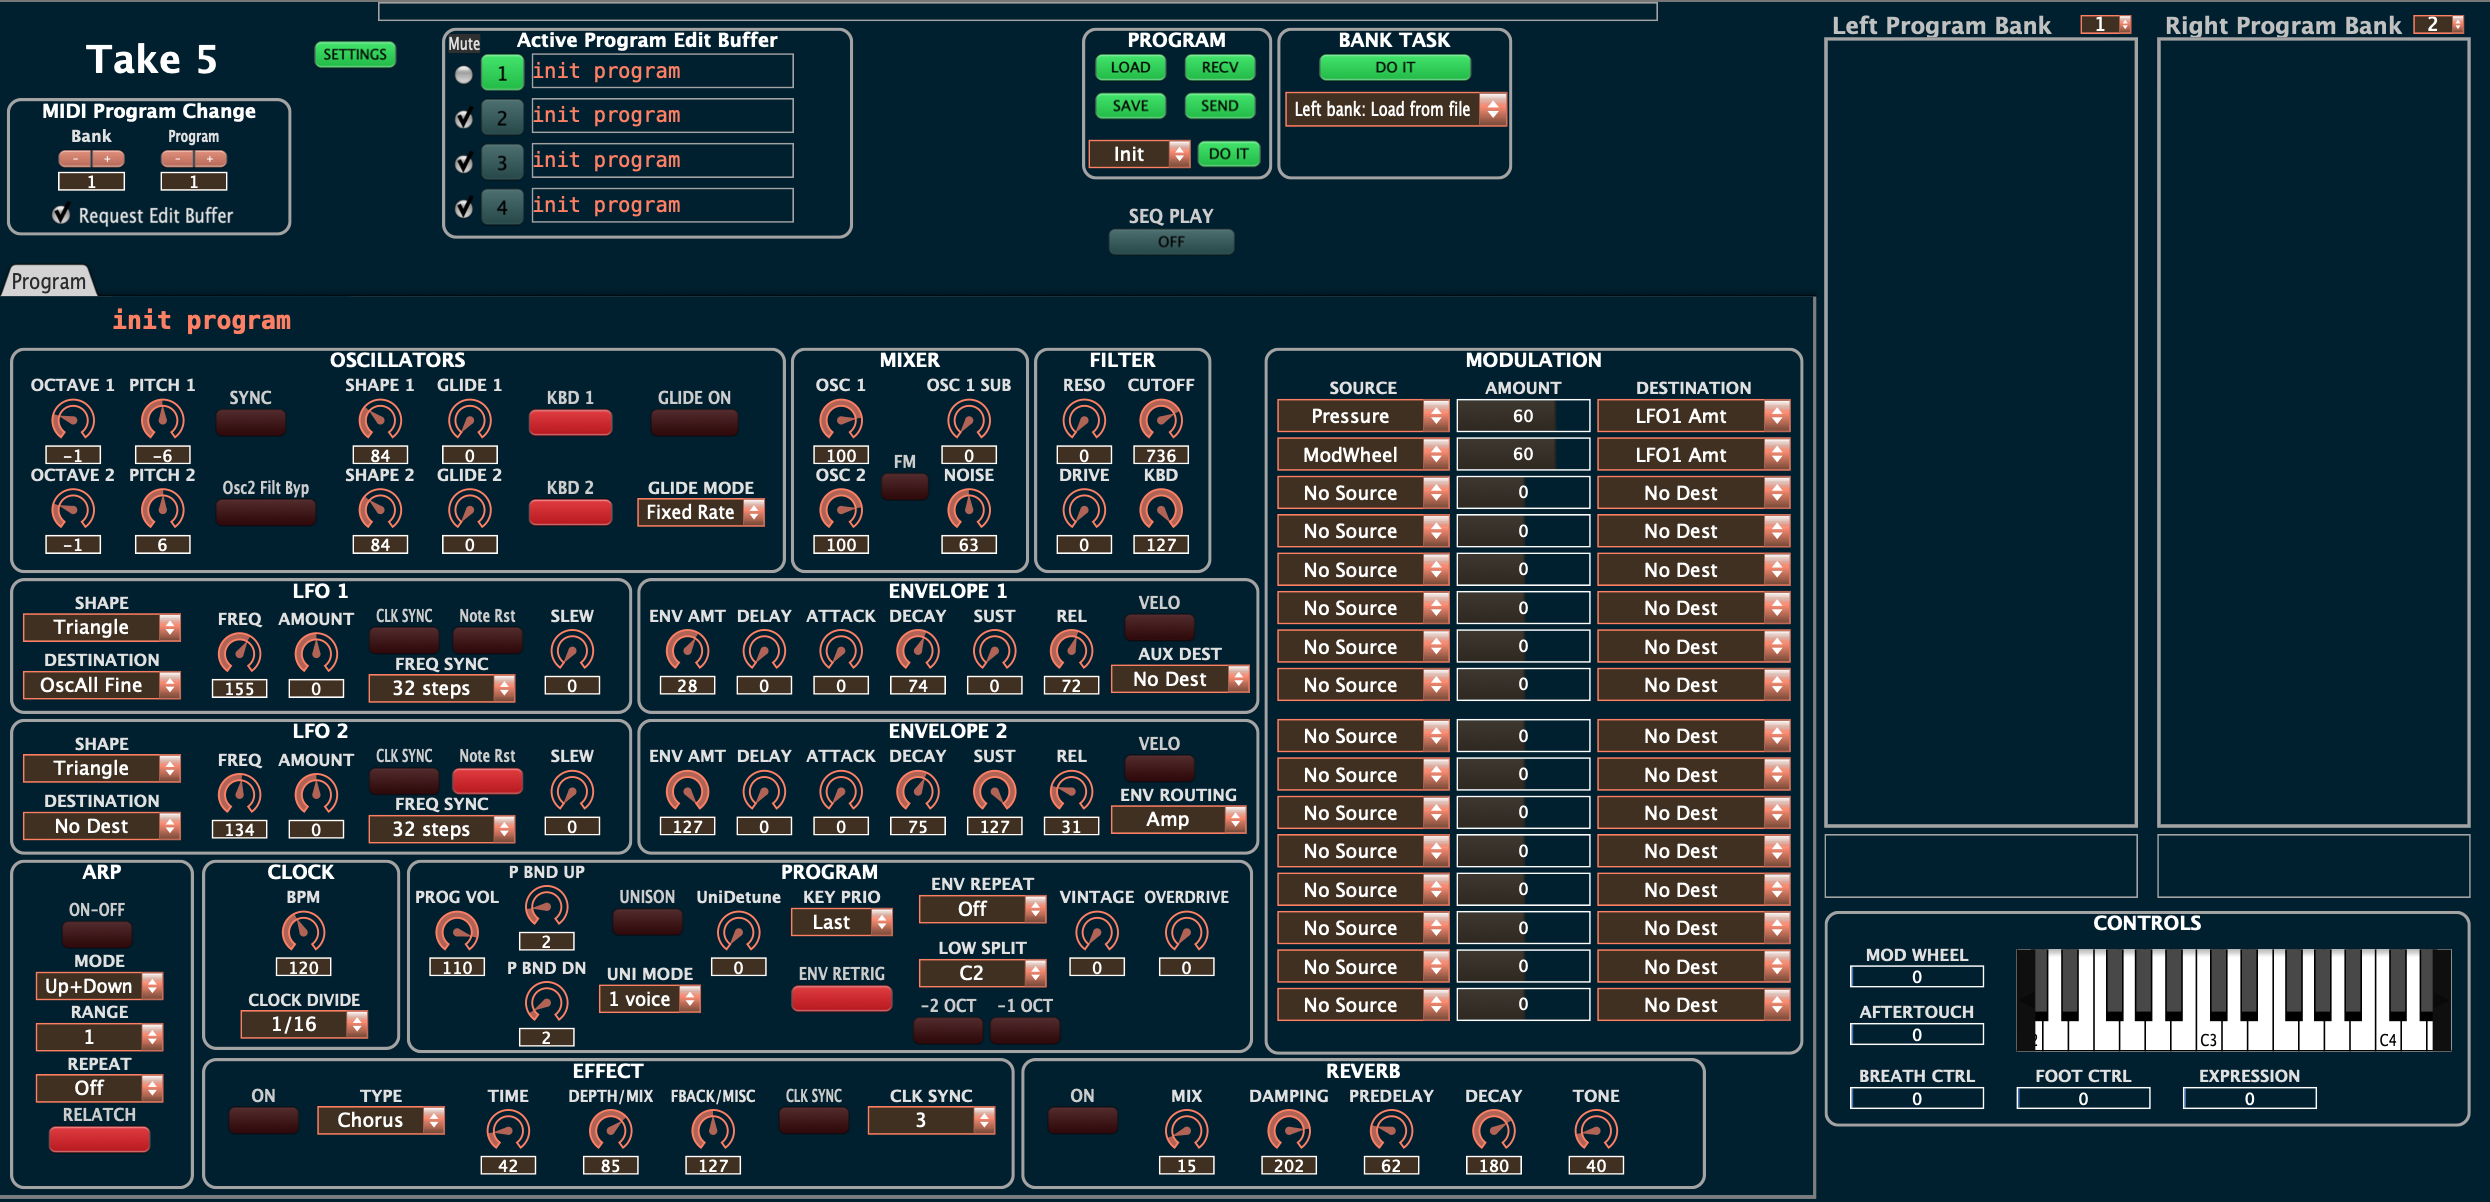 Take 5
SETTINGS
MIDI Program Change
Bank Program
- + - +
1 1
Request Edit Buffer
Mute Active Program Edit Buffer
1 init program
2 init program
3 init program
4 init program
PROGRAM
LOAD RECV
SAVE SEND
Init DO IT
BANK TASK
DO IT
Left bank: Load from file
SEQ PLAY
OFF
Left Program Bank 1
Right Program Bank 2
Program
init program
OSCILLATORS
OCTAVE 1 PITCH 1 SYNC SHAPE 1 GLIDE 1 KBD 1 GLIDE ON
-1 -6 84 0
OCTAVE 2 PITCH 2 Osc2 Filt Byp SHAPE 2 GLIDE 2 KBD 2 GLIDE MODE
Fixed Rate
-1 6 84 0
MIXER
OSC 1 OSC 1 SUB
100 0
FM
OSC 2 NOISE
100 63
FILTER
RESO CUTOFF
0 736
DRIVE KBD
0 127
LFO 1
SHAPE
Triangle
DESTINATION
OscAll Fine
FREQ AMOUNT CLK SYNC Note Rst SLEW
FREQ SYNC
155 0 32 steps 0
ENVELOPE 1
ENV AMT DELAY ATTACK DECAY SUST REL VELO
28 0 0 74 0 72
AUX DEST
No Dest
LFO 2
SHAPE
Triangle
DESTINATION
No Dest
FREQ AMOUNT CLK SYNC Note Rst SLEW
FREQ SYNC
134 0 32 steps 0
ENVELOPE 2
ENV AMT DELAY ATTACK DECAY SUST REL VELO
127 0 0 75 127 31
ENV ROUTING
Amp
MODULATION
SOURCE AMOUNT DESTINATION
Pressure 60 LFO1 Amt
ModWheel 60 LFO1 Amt
No Source 0 No Dest
No Source 0 No Dest
No Source 0 No Dest
No Source 0 No Dest
No Source 0 No Dest
No Source 0 No Dest
No Source 0 No Dest
No Source 0 No Dest
No Source 0 No Dest
No Source 0 No Dest
No Source 0 No Dest
No Source 0 No Dest
No Source 0 No Dest
No Source 0 No Dest
ARP
ON-OFF
MODE
Up+Down
RANGE
1
REPEAT
Off
RELATCH
CLOCK
BPM
120
CLOCK DIVIDE
1/16
PROGRAM
PROG VOL
110
P BND UP
2
P BND DN
2
UNISON
UNI MODE
1 voice
UniDetune
0
KEY PRIO
Last
ENV RETRIG
ENV REPEAT
Off
LOW SPLIT
C2
-2 OCT -1 OCT
VINTAGE OVERDRIVE
0 0
EFFECT
ON TYPE TIME DEPTH/MIX FBACK/MISC CLK SYNC CLK SYNC
Chorus 3
42 85 127
REVERB
ON MIX DAMPING PREDELAY DECAY TONE
15 202 62 180 40
CONTROLS
MOD WHEEL
0
AFTERTOUCH
0
C3 C4
BREATH CTRL FOOT CTRL EXPRESSION
0 0 0